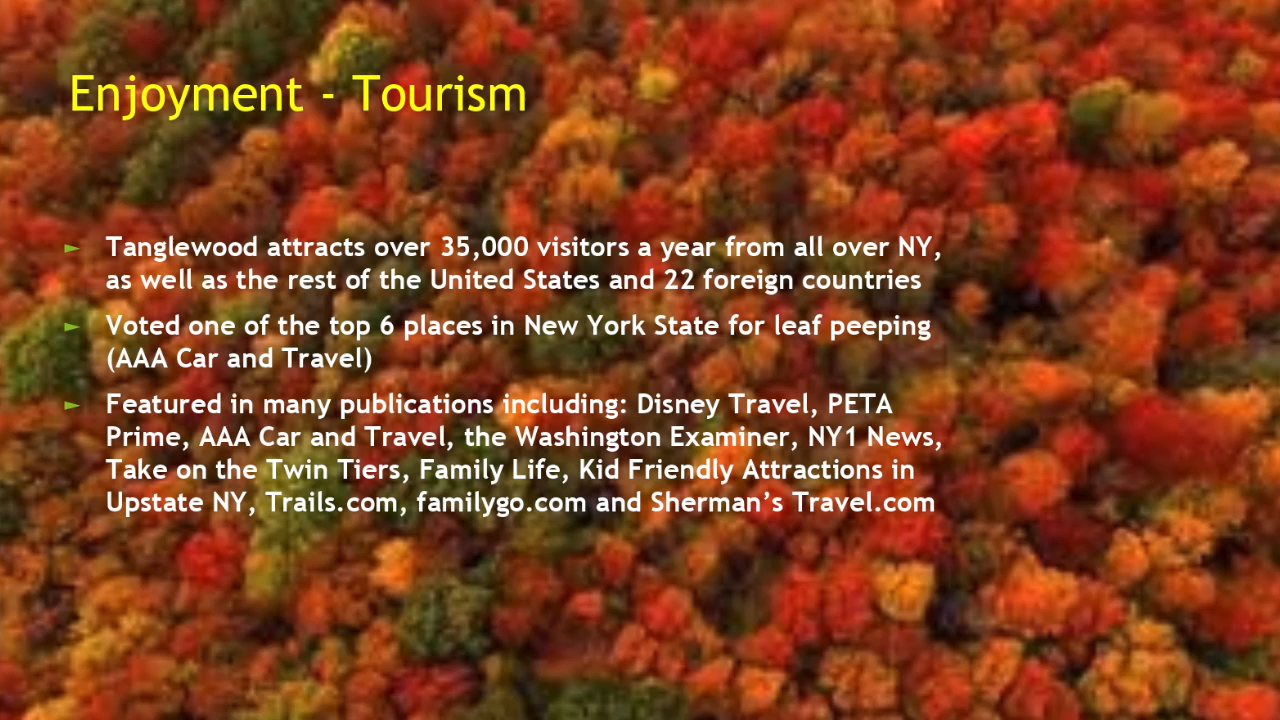 Enjoyment - Tourism
► Tanglewood attracts over 35,000 visitors a year from all over NY,
as well as the rest of the United States and 22 foreign countries
► Voted one of the top 6 places in New York State for leaf peeping
(AAA Car and Travel)
► Featured in many publications including: Disney Travel, PETA
Prime, AAA Car and Travel, the Washington Examiner, NY1 News,
Take on the Twin Tiers, Family Life, Kid Friendly Attractions in
Upstate NY, Trails.com, familygo.com and Sherman’s Travel.com